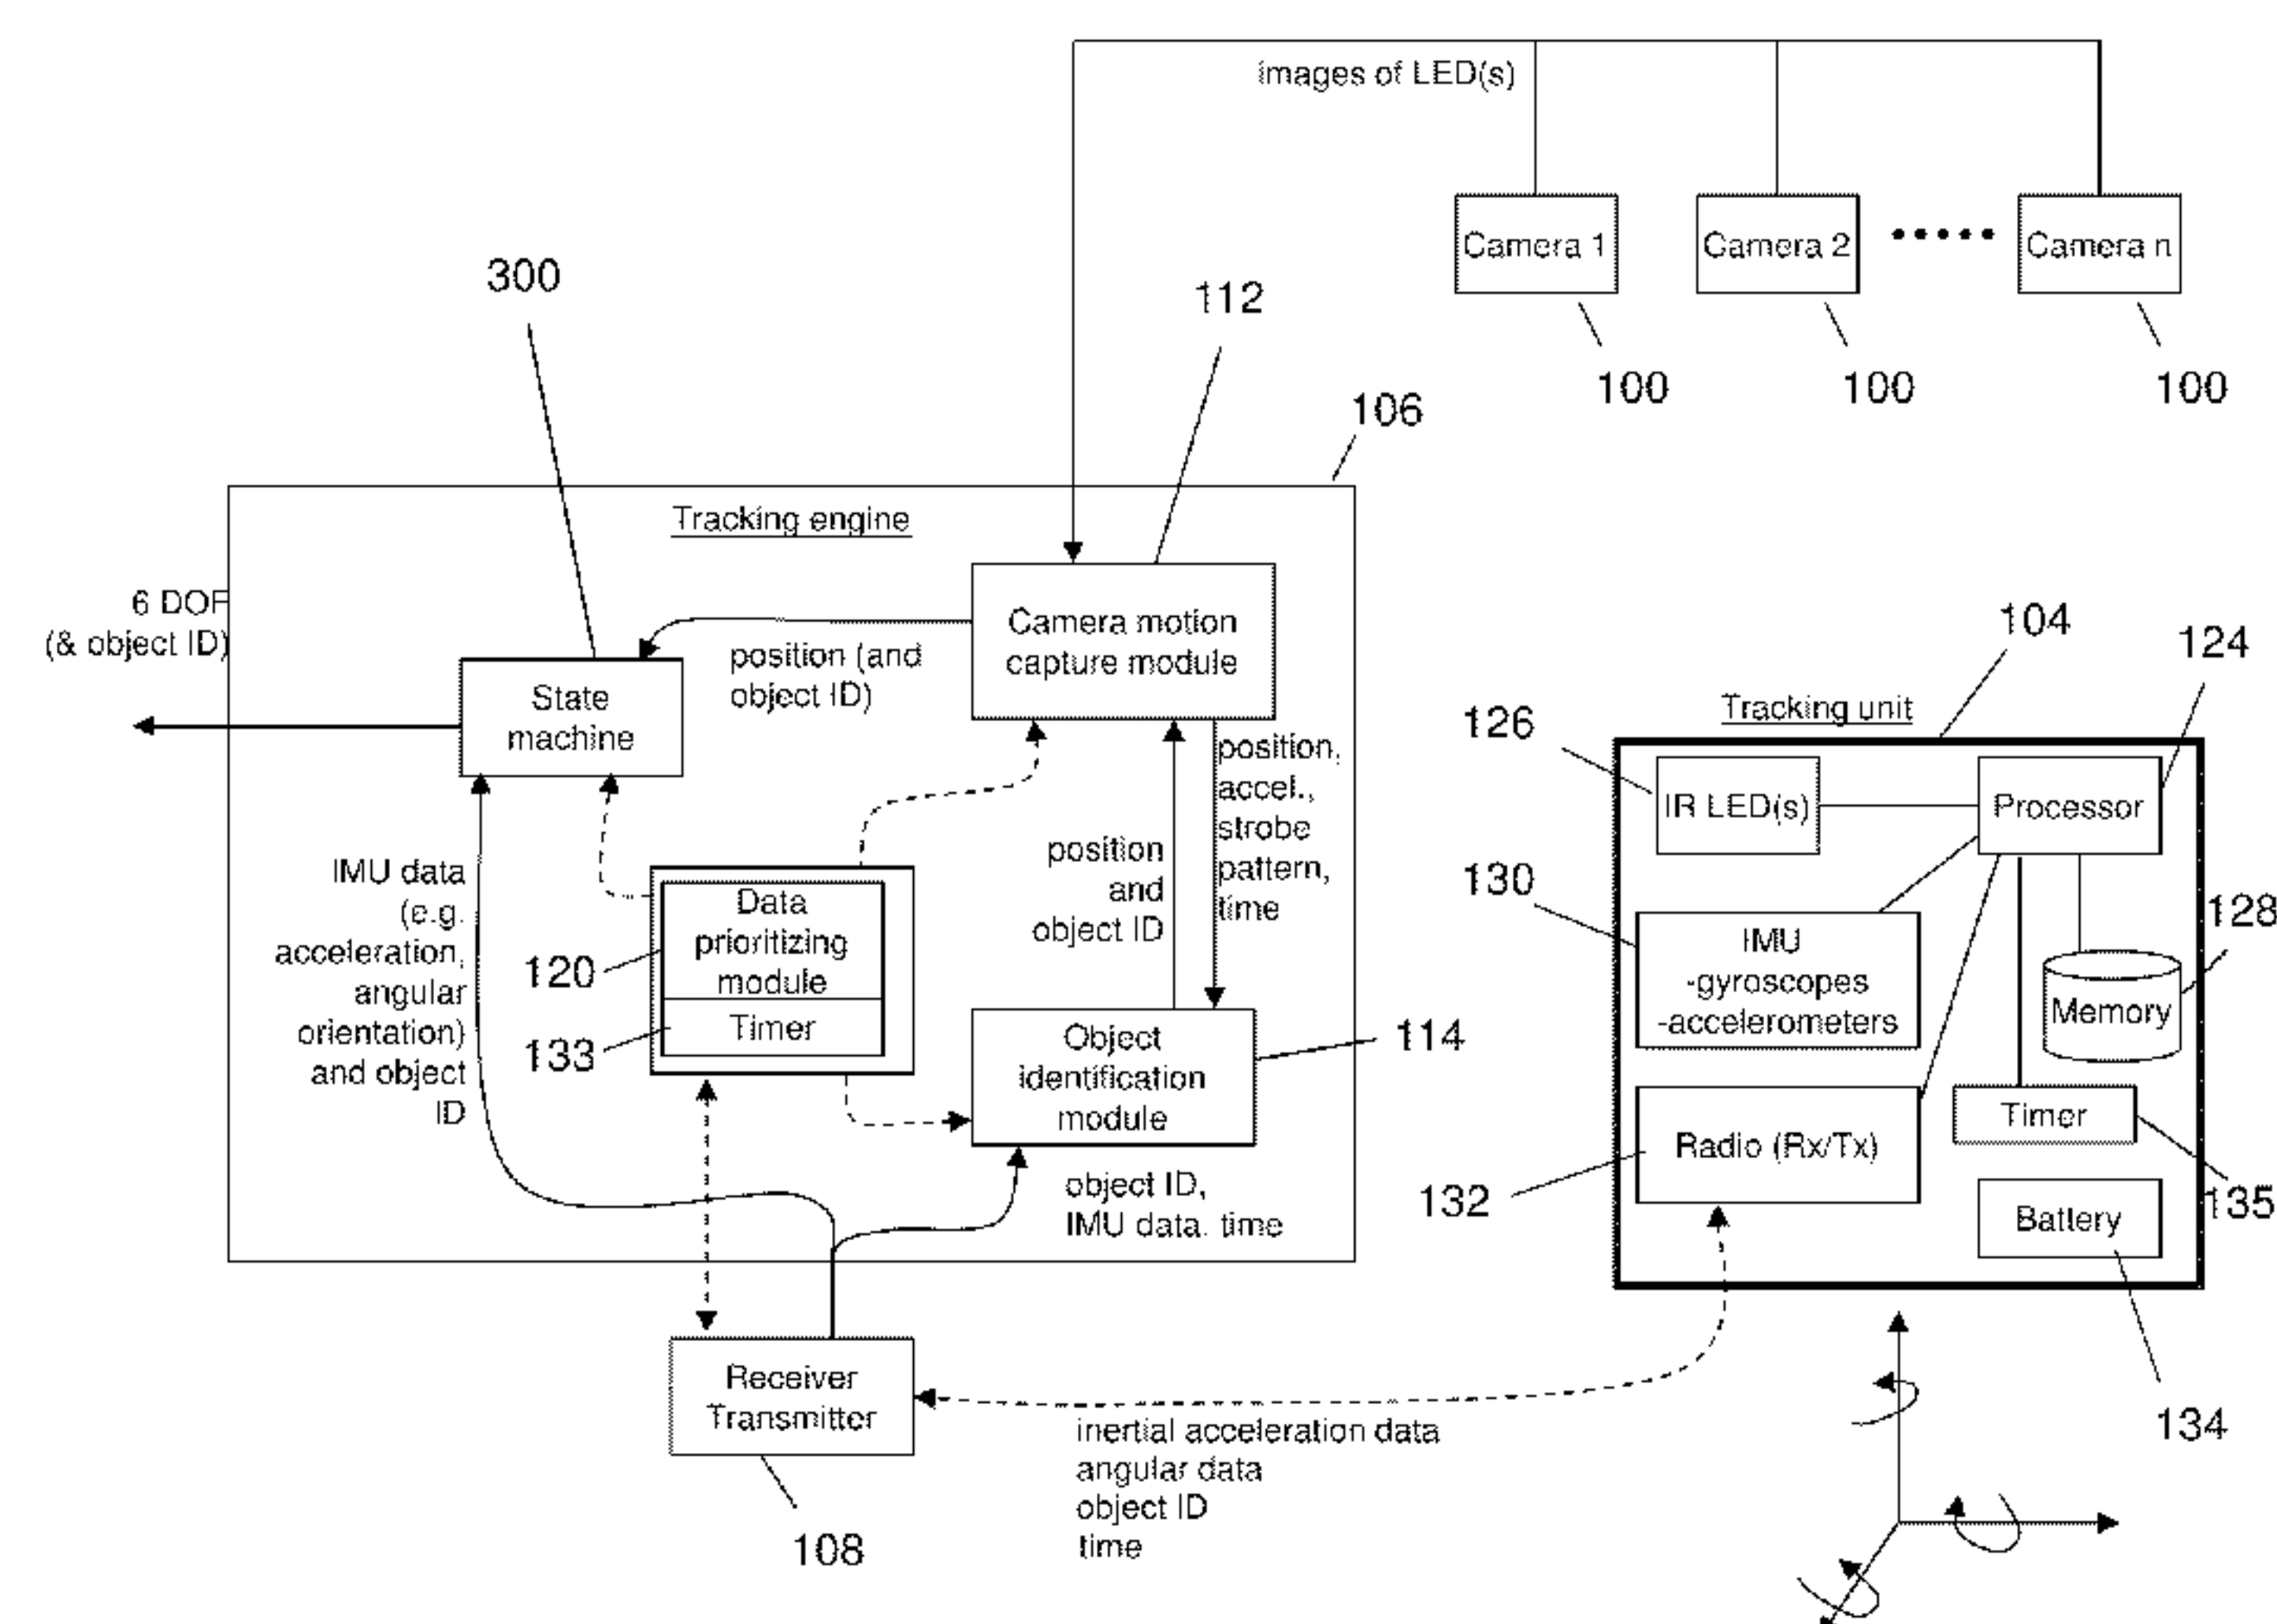 images of LED(s)
Camera 1
Camera 2
Camera n
100
100
100
300
112
106
Tracking engine
6 DOF
(& object ID)
State
machine
position (and
object ID)
Camera motion
capture module
position,
accel.,
strobe
pattern,
time
position
and
object ID
IMU data
(e.g.
acceleration,
angular
orientation)
and object
ID
Data
prioritizing
module
Timer
120
133
Object
identification
module
114
object ID,
IMU data. time
Receiver
Transmitter
108
inertial acceleration data
angular data
object ID
time
104
124
Tracking unit
126
IR LED(s)
Processor
130
IMU
-gyroscopes
-accelerometers
128
Memory
Timer
Radio (Rx/Tx)
132
135
Battery
134